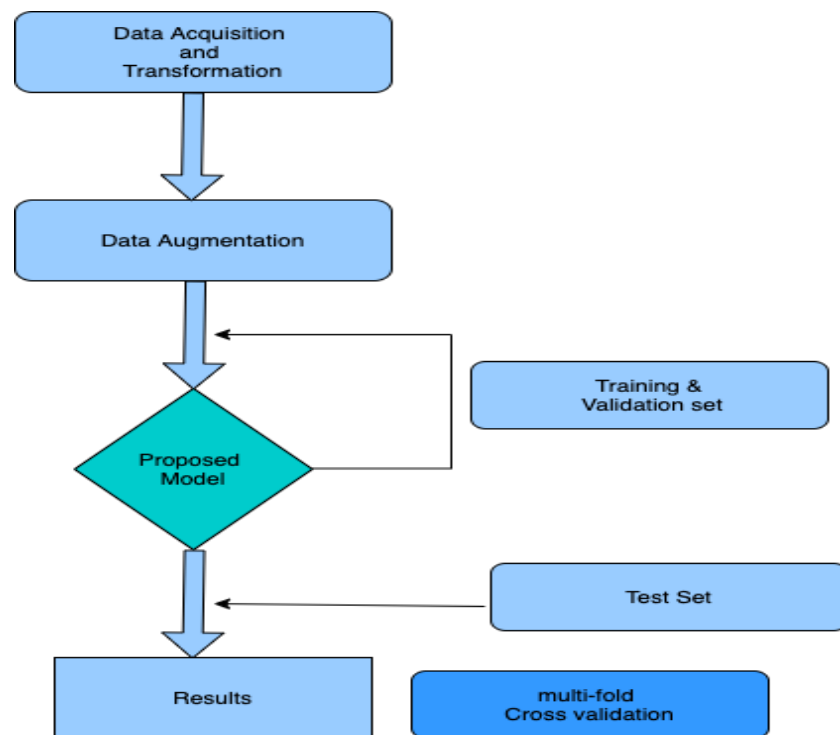 Data Acquisition
and
Transformation
Data Augmentation
Training &
Validation set
Proposed
Model
Test Set
Results
multi-fold
Cross validation